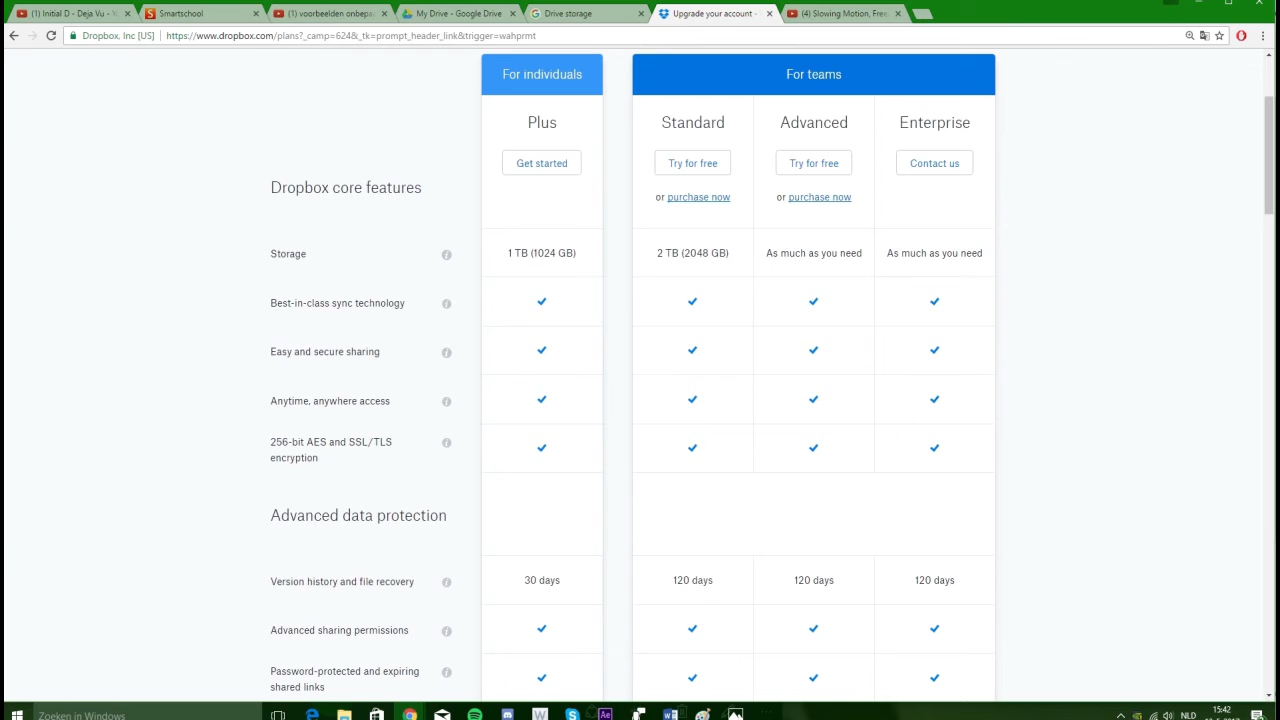 (1) Initial D - Deja Vu - Yo
Smartschool
(1) voorbeelden onbepa
My Drive - Google Drive
Drive storage
Upgrade your account -
(4) Slowing Motion, Free
Dropbox, Inc [US] https://www.dropbox.com/plans?_camp=624&_tk=prompt_header_link&trigger=wahprmt
For individuals For teams
Plus Standard Advanced Enterprise
Get started Try for free Try for free Contact us
Dropbox core features
or purchase now or purchase now
Storage 1 TB (1024 GB) 2 TB (2048 GB) As much as you need As much as you need
Best-in-class sync technology
Easy and secure sharing
Anytime, anywhere access
256-bit AES and SSL/TLS
encryption
Advanced data protection
Version history and file recovery 30 days 120 days 120 days 120 days
Advanced sharing permissions
Password-protected and expiring
shared links
Zoeken in Windows
NLD
15:42